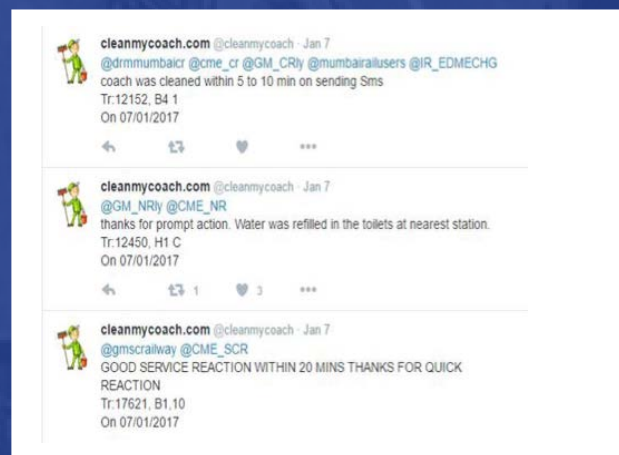 cleanmycoach.com @cleanmycoach · Jan 7
@drmmumbaicr @cme_cr @GM_CRly @mumbairailusers @IR_EDMECHG
coach was cleaned within 5 to 10 min on sending Sms
Tr:12152, B4 1
On 07/01/2017
cleanmycoach.com @cleanmycoach · Jan 7
@GM_NRly @CME_NR
thanks for prompt action. Water was refilled in the toilets at nearest station.
Tr:12450, H1 C
On 07/01/2017
1 3
cleanmycoach.com @cleanmycoach · Jan 7
@gmscrailway @CME_SCR
GOOD SERVICE REACTION WITHIN 20 MINS THANKS FOR QUICK
REACTION
Tr:17621, B1,10
On 07/01/2017